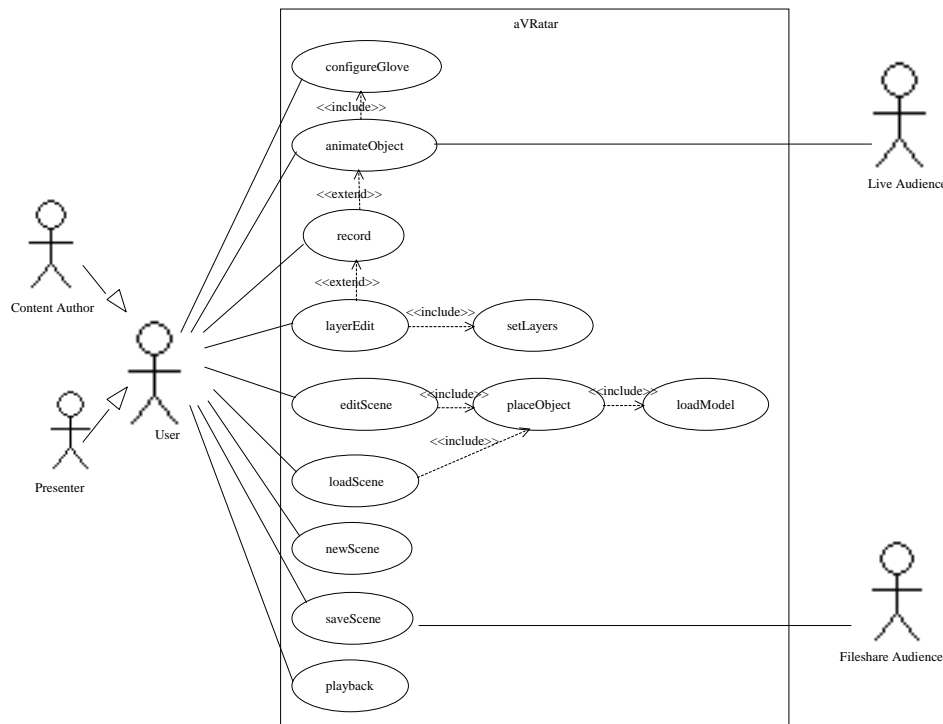 aVRatar
configureGlove
<<include>>
animateObject
Live Audience
<<extend>>
record
Content Author
<<extend>>
layerEdit
<<include>>
setLayers
User
editScene
<<include>>
placeObject
<<include>>
loadModel
<<include>>
Presenter
loadScene
newScene
saveScene
Fileshare Audience
playback